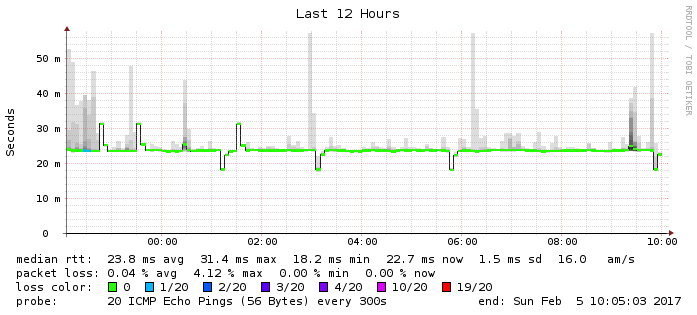 Last 12 Hours
RRDTOOL / TOBI OETIKER
Seconds
50 m
40 m
30 m
20 m
10 m
0
00:00 02:00 04:00 06:00 08:00 10:00
median rtt: 23.8 ms avg 31.4 ms max 18.2 ms min 22.7 ms now 1.5 ms sd 16.0 am/s
packet loss: 0.04 % avg 4.12 % max 0.00 % min 0.00 % now
loss color: 0 1/20 2/20 3/20 4/20 10/20 19/20
probe: 20 ICMP Echo Pings (56 Bytes) every 300s end: Sun Feb 5 10:05:03 2017